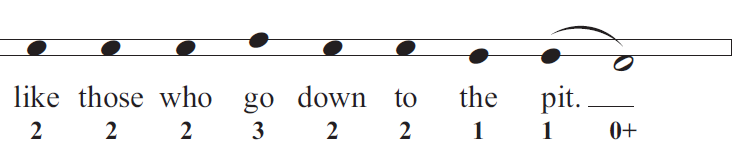 like those who go down to the pit. ___
2 2 2 3 2 2 1 1 0+